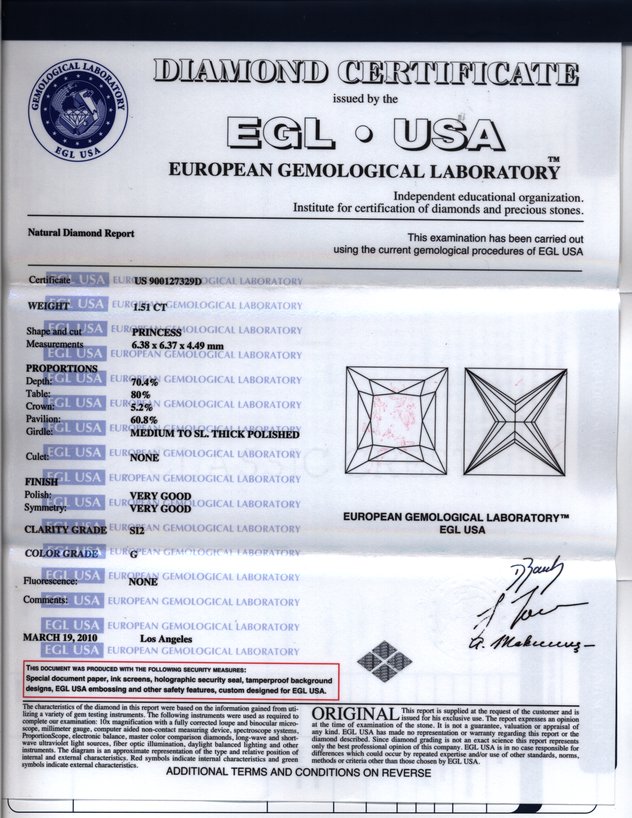 GEMOLOGICAL LABORATORY
EGL USA
DIAMOND CERTIFICATE
issued by the
EGL • USA
EUROPEAN GEMOLOGICAL LABORATORY™
Independent educational organization.
Institute for certification of diamonds and precious stones.
Natural Diamond Report
This examination has been carried out
using the current gemological procedures of EGL USA
Certificate US 900127329D
WEIGHT 1.51 CT
Shape and cut PRINCESS
Measurements 6.38 x 6.37 x 4.49 mm
PROPORTIONS
Depth: 70.4%
Table: 80%
Crown: 5.2%
Pavilion: 60.8%
Girdle: MEDIUM TO SL. THICK POLISHED
Culet: NONE
FINISH
Polish: VERY GOOD
Symmetry: VERY GOOD
CLARITY GRADE SI2
COLOR GRADE G
Fluorescence: NONE
Comments:
EGL USA EUROPEAN GEMOLOGICAL LABORATORY
MARCH 19, 2010 Los Angeles
EUROPEAN GEMOLOGICAL LABORATORY™
EGL USA
THIS DOCUMENT WAS PRODUCED WITH THE FOLLOWING SECURITY MEASURES:
Special document paper, ink screens, holographic security seal, tamperproof background
designs, EGL USA embossing and other safety features, custom designed for EGL USA.
The characteristics of the diamond in this report were based on the information gained from uti-
lizing a variety of gem testing instruments. The following instruments were used as required to
complete our examination: 10x magnification with a fully corrected loupe and binocular micro-
scope, millimeter gauge, computer aided non-contact measuring device, spectroscope systems,
ProportionScope, electronic balance, master color comparison diamonds, long-wave and short-
wave ultraviolet light sources, fiber optic illumination, daylight balanced lighting and other
instruments. The diagram is an approximate representation of the type and relative position of
internal and external characteristics. Red symbols indicate internal characteristics and green
symbols indicate external characteristics.
ORIGINAL This report is supplied at the request of the customer and is
issued for his exclusive use. The report expresses an opinion
at the time of examination of the stone. It is not a guarantee, valuation or appraisal of
any kind. EGL USA has made no representation or warranty regarding this report or the
diamond described. Since diamond grading is not an exact science this report represents
only the best professional opinion of this company. EGL USA is in no case responsible for
differences which could occur by repeated expertise and/or use of other standards, norms,
methods or criteria other than those chosen by EGL USA.
ADDITIONAL TERMS AND CONDITIONS ON REVERSE